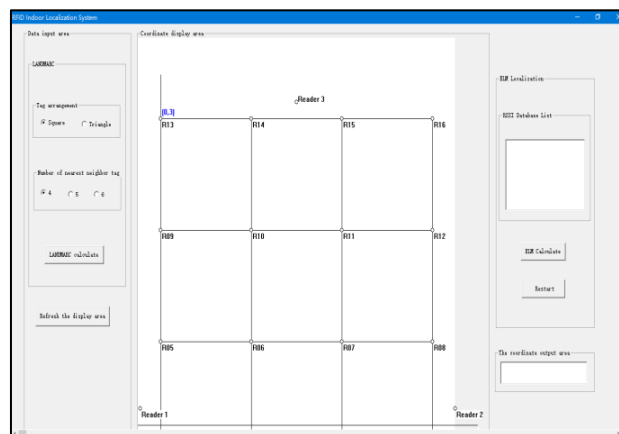 RFID Indoor Localization System
Data input area
LANDMARC
Tag arrangement
Square Triangle
Number of nearest neighbor tag
4 5 6
LANDMARC calculate
Refresh the display area
Coordinate display area
Reader 3
(0,3)
R13 R14 R15 R16
R09 R10 R11 R12
R05 R06 R07 R08
Reader 1 Reader 2
ELM Localization
RSSI Database List
ELM Calculate
Restart
The coordinate output area